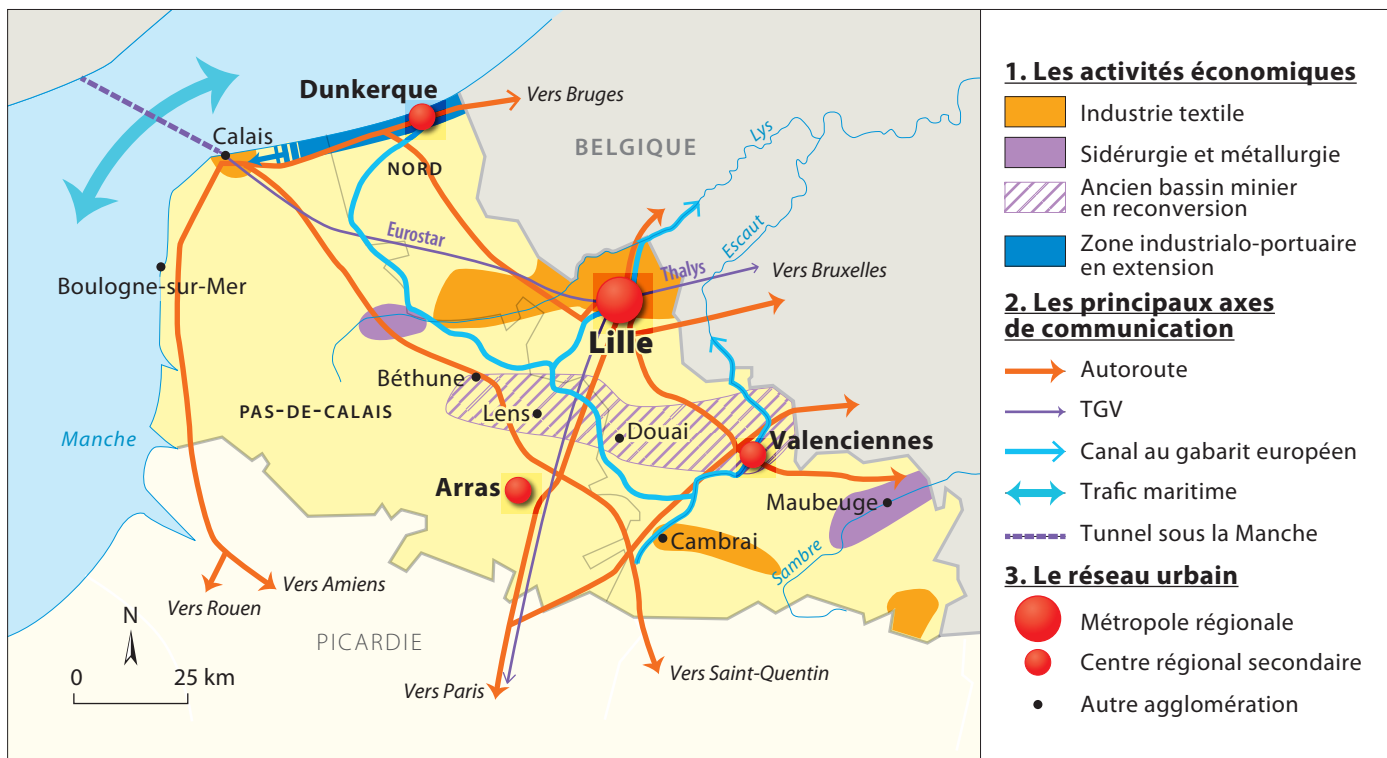 Dunkerque
Vers Bruges
Calais
NORD
BELGIQUE
Lys
Escaut
Eurostar
Thalys
Vers Bruxelles
Boulogne-sur-Mer
Lille
Béthune
PAS-DE-CALAIS
Lens
Douai
Valenciennes
Manche
Arras
Maubeuge
Cambrai
Sambre
Vers Amiens
Vers Rouen
N
PICARDIE
0 25 km
Vers Paris
Vers Saint-Quentin
1. Les activités économiques
Industrie textile
Sidérurgie et métallurgie
Ancien bassin minier
en reconversion
Zone industrialo-portuaire
en extension
2. Les principaux axes
de communication
Autoroute
TGV
Canal au gabarit européen
Trafic maritime
Tunnel sous la Manche
3. Le réseau urbain
Métropole régionale
Centre régional secondaire
Autre agglomération